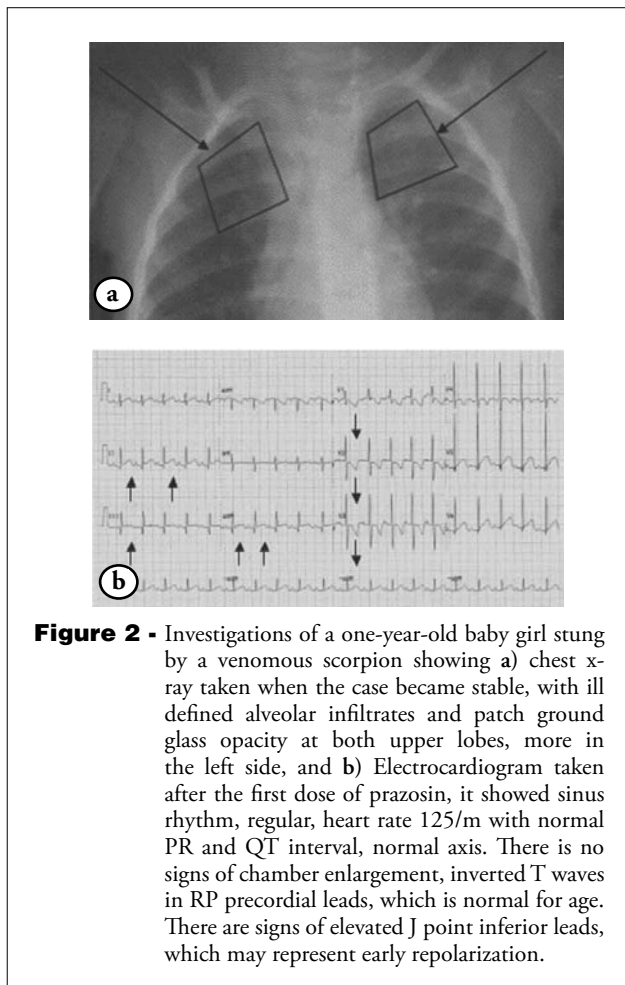 a
b
Figure 2 - Investigations of a one-year-old baby girl stung
by a venomous scorpion showing a) chest x-
ray taken when the case became stable, with ill
defined alveolar infiltrates and patch ground
glass opacity at both upper lobes, more in
the left side, and b) Electrocardiogram taken
after the first dose of prazosin, it showed sinus
rhythm, regular, heart rate 125/m with normal
PR and QT interval, normal axis. There is no
signs of chamber enlargement, inverted T waves
in RP precordial leads, which is normal for age.
There are signs of elevated J point inferior leads,
which may represent early repolarization.